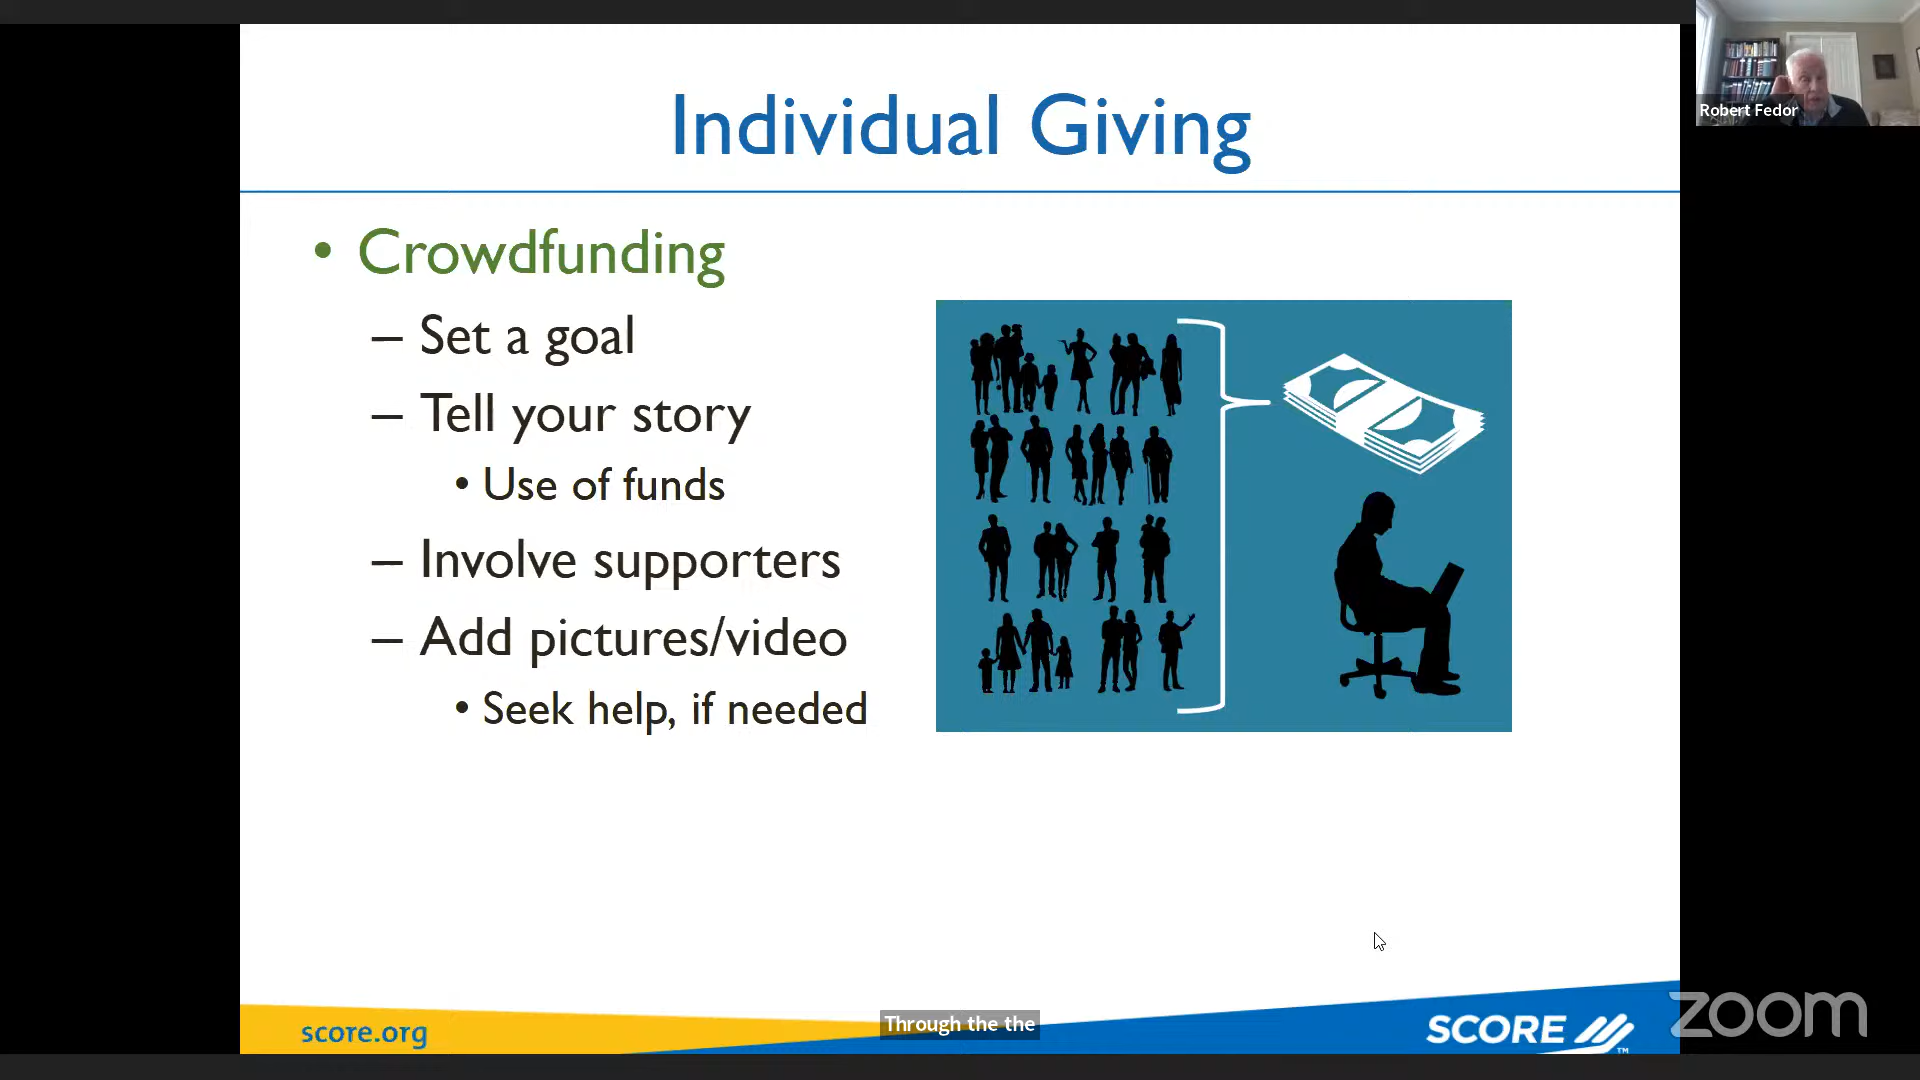 Individual Giving
Robert Fedor
• Crowdfunding
– Set a goal
– Tell your story
• Use of funds
– Involve supporters
– Add pictures/video
• Seek help, if needed
score.org
Through the the
SCORE
TM
zoom